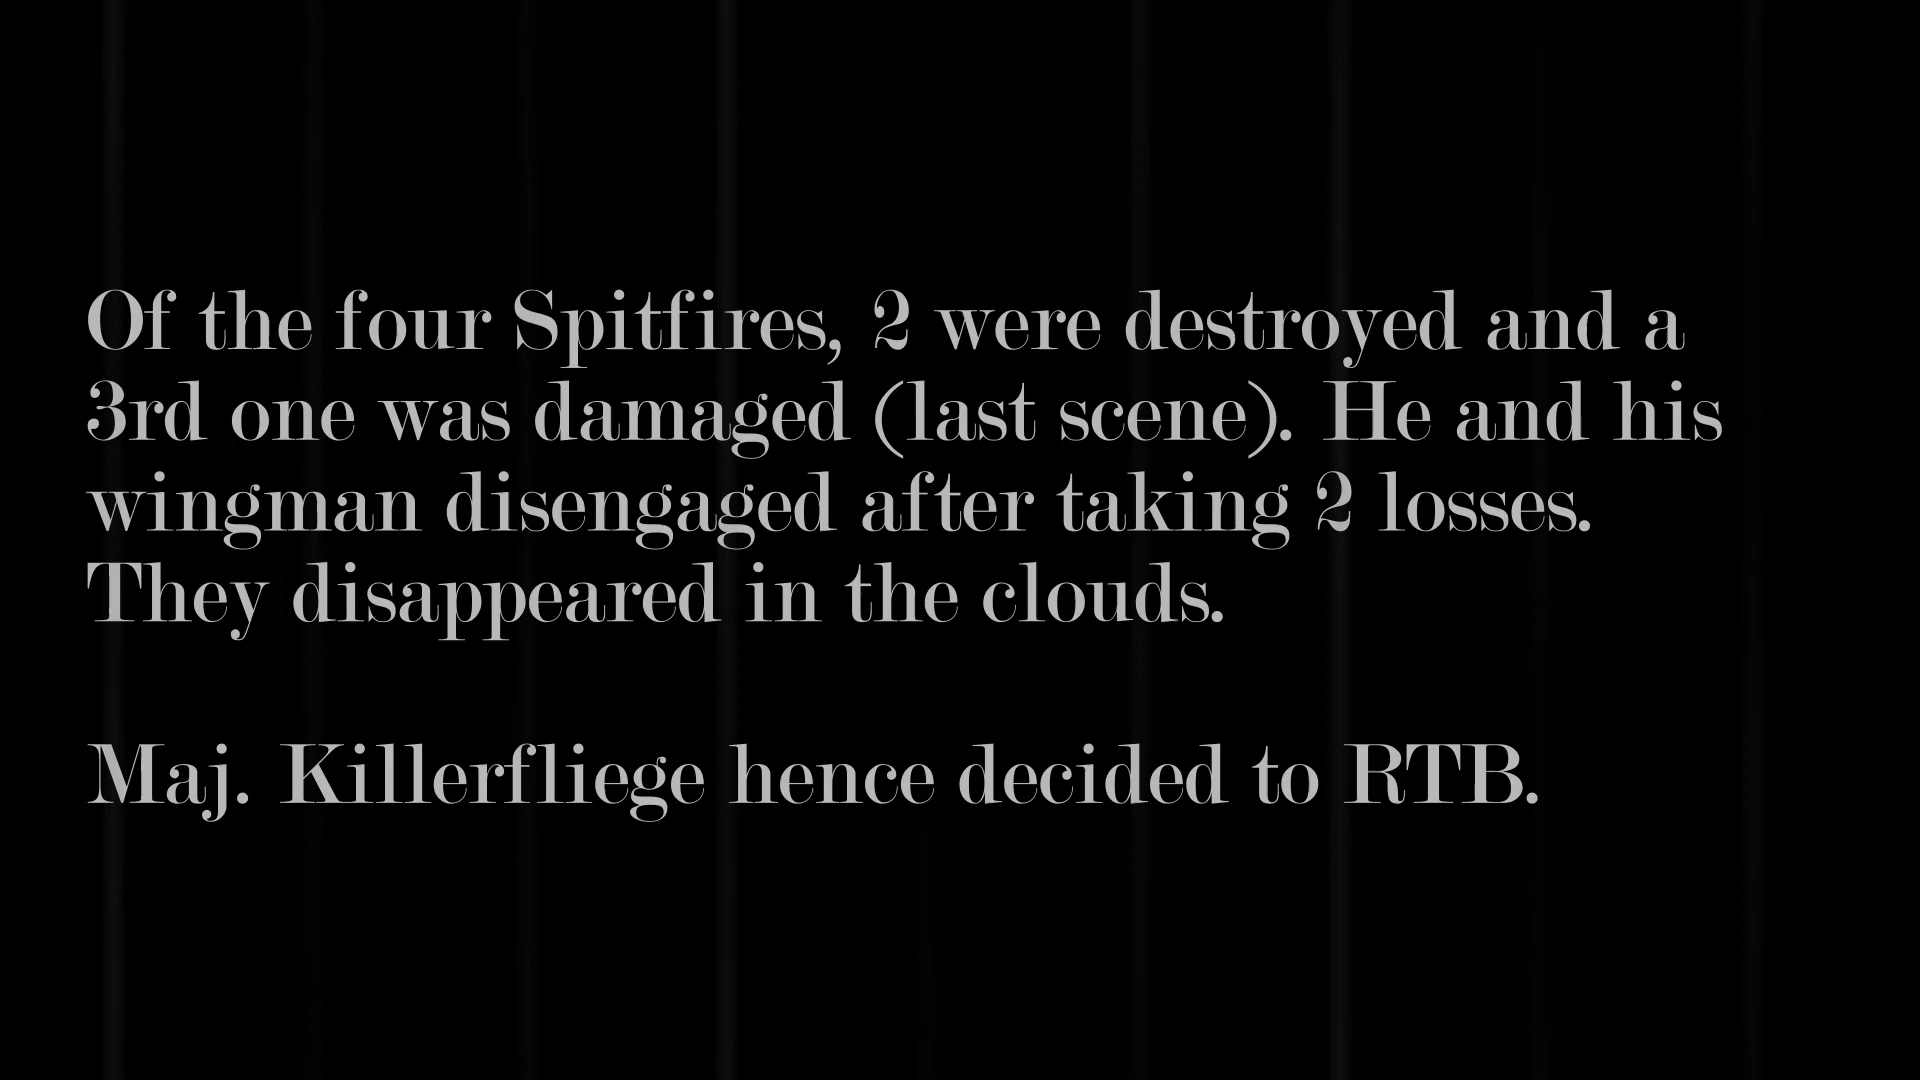 Of the four Spitfires, 2 were destroyed and a
3rd one was damaged (last scene). He and his
wingman disengaged after taking 2 losses.
They disappeared in the clouds.
Maj. Killerfliege hence decided to RTB.